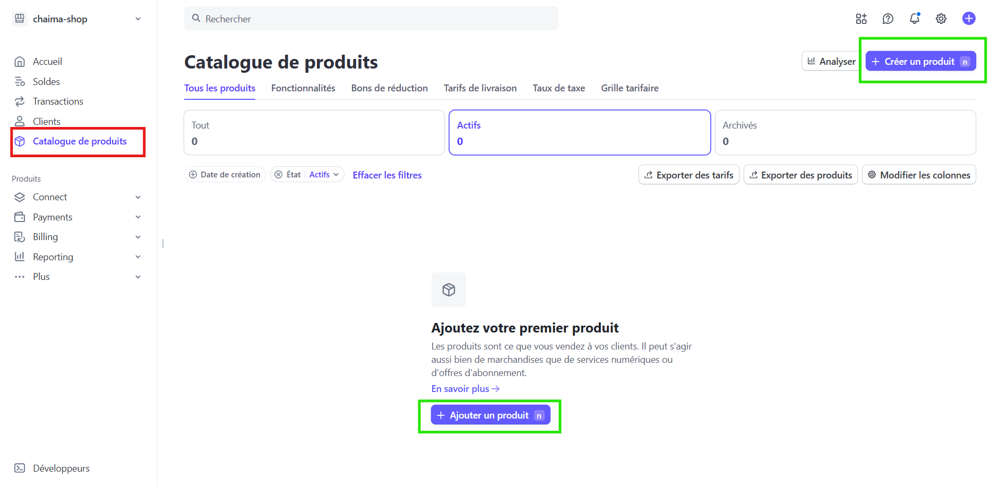 chaima-shop
Rechercher
Accueil
Soldes
Transactions
Clients
Catalogue de produits
Produits
Connect
Payments
Billing
Reporting
Plus
Développeurs
Catalogue de produits
Analyser
Créer un produit n
Tous les produits Fonctionnalités Bons de réduction Tarifs de livraison Taux de taxe Grille tarifaire
Tout
0
Actifs
0
Archivés
0
Date de création État Actifs Effacer les filtres
Exporter des tarifs Exporter des produits Modifier les colonnes
Ajoutez votre premier produit
Les produits sont ce que vous vendez à vos clients. Il peut s'agir
aussi bien de marchandises que de services numériques ou
d'offres d'abonnement.
En savoir plus
Ajouter un produit n